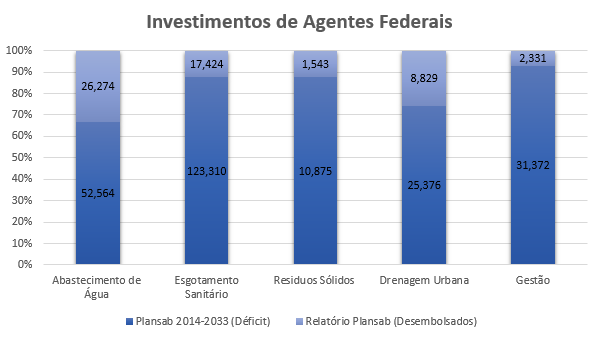 Investimentos de Agentes Federais
100%
90%
80%
70%
60%
50%
40%
30%
20%
10%
0%
26,274
17,424
1,543
8,829
2,331
52,564
123,310
10,875
25,376
31,372
Abastecimento de
Água
Esgotamento
Sanitário
Residuos Sólidos
Drenagem Urbana
Gestão
Plansab 2014-2033 (Déficit)
Relatório Plansab (Desembolsados)